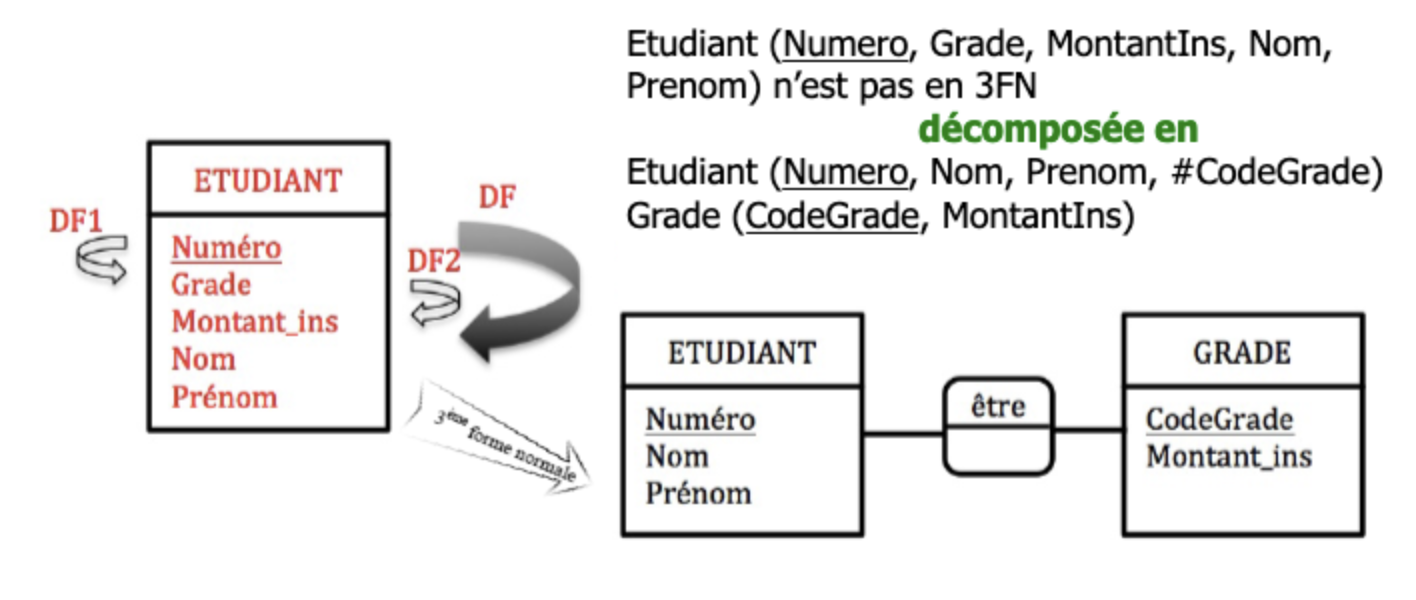 Etudiant (Numero, Grade, MontantIns, Nom,
Prenom) n’est pas en 3FN
décomposée en
Etudiant (Numero, Nom, Prenom, #CodeGrade)
Grade (CodeGrade, MontantIns)
ETUDIANT
Numéro
Grade
Montant_ins
Nom
Prénom
DF1
DF2
DF
3ème forme normale
ETUDIANT
Numéro
Nom
Prénom
être
GRADE
CodeGrade
Montant_ins